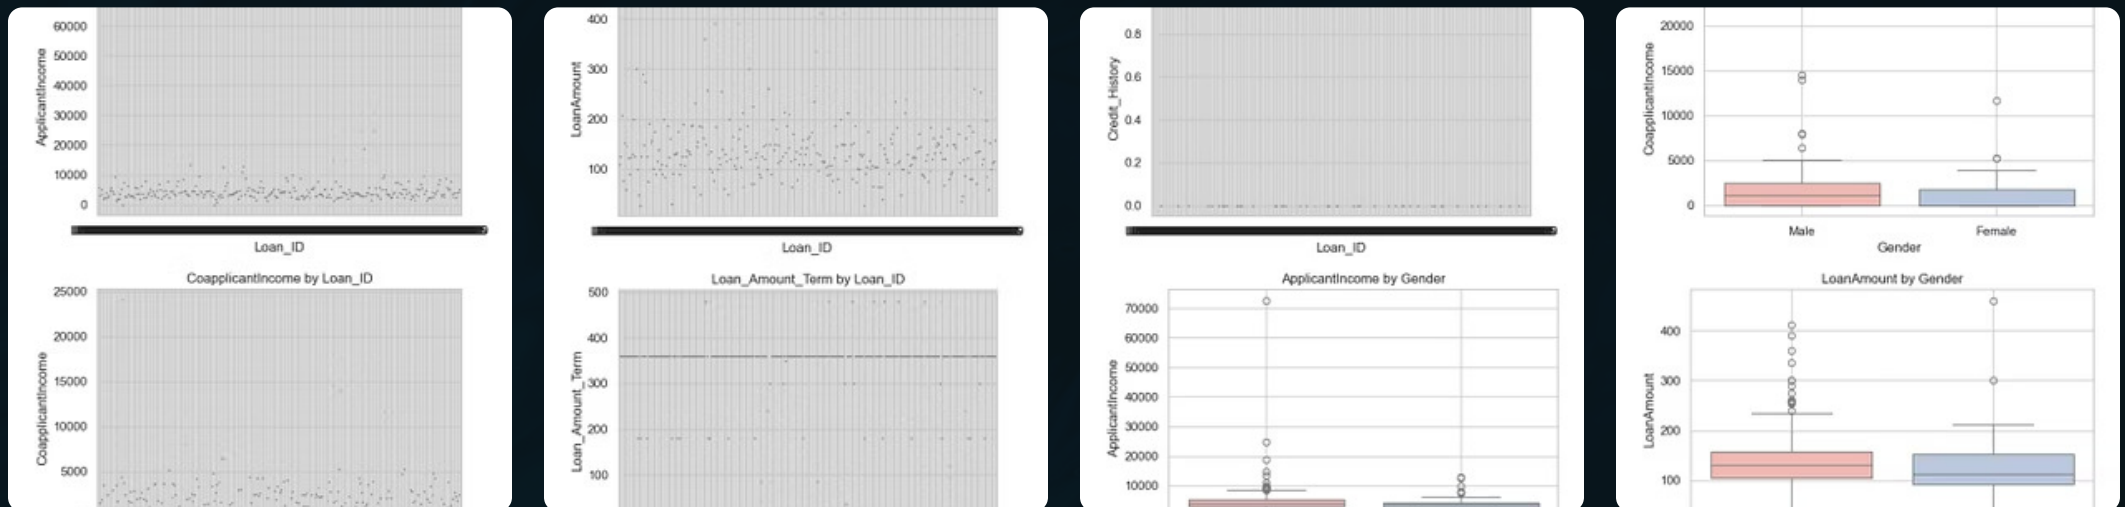 60000
50000
40000
30000
20000
10000
0
ApplicantIncome
Loan_ID
CoapplicantIncome by Loan_ID
25000
20000
15000
10000
5000
CoapplicantIncome
400
300
200
100
LoanAmount
Loan_ID
Loan_Amount_Term by Loan_ID
500
400
300
200
100
Loan_Amount_Term
0.8
0.6
0.4
0.2
0.0
Credit_History
Loan_ID
ApplicantIncome by Gender
70000
60000
50000
40000
30000
20000
10000
ApplicantIncome
20000
15000
10000
5000
0
CoapplicantIncome
Male Female
Gender
LoanAmount by Gender
400
300
200
100
LoanAmount